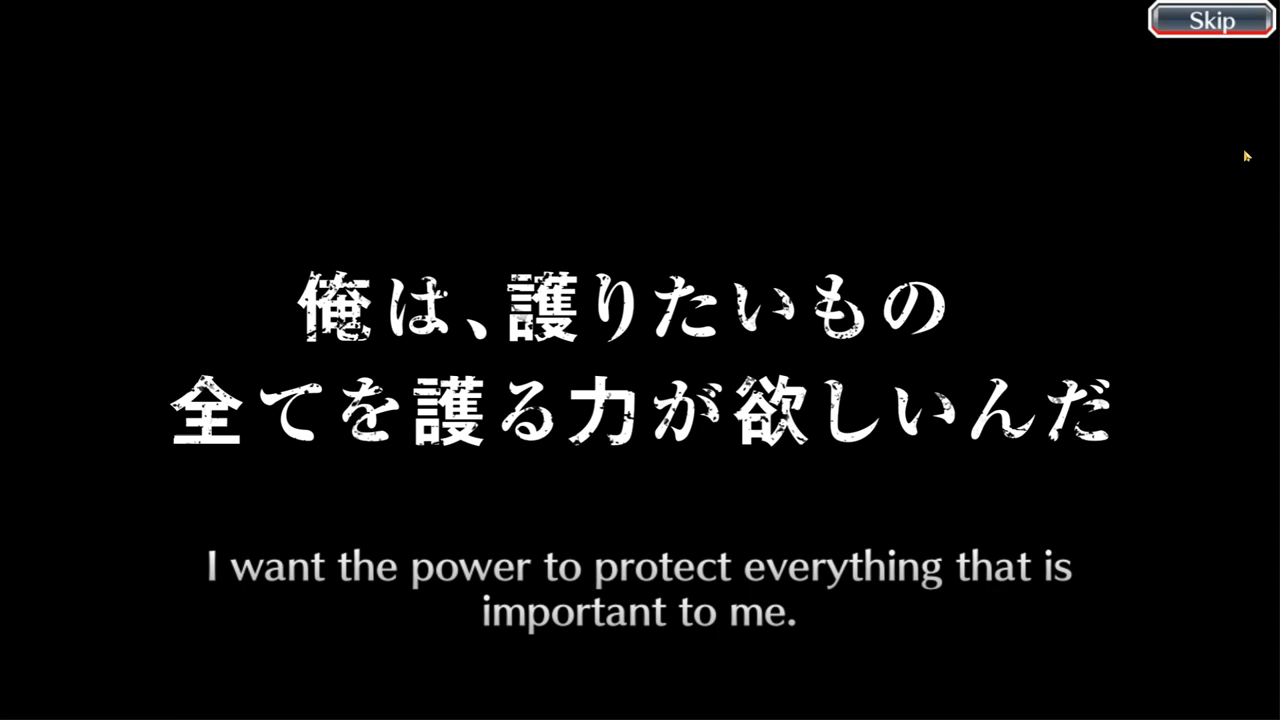 Skip
俺は、護りたいもの
全てを護る力が欲しいんだ
I want the power to protect everything that is
important to me.